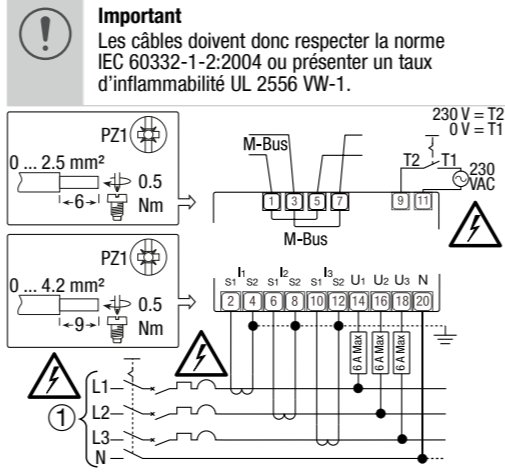 !
Important
Les câbles doivent donc respecter la norme
IEC 60332-1-2:2004 ou présenter un taux
d'inflammabilité UL 2556 VW-1.
PZ1
0 ... 2.5 mm²
6
0.5
Nm
PZ1
0 ... 4.2 mm²
9
0.5
Nm
230 V = T2
0 V = T1
M-Bus
T2 T1
230
VAC
1 3 5 7 9 11
M-Bus
I1 I2 I3
S1 S2 S1 S2 S1 S2 U1 U2 U3 N
2 4 6 8 10 12 14 16 18 20
6 A Max 6 A Max 6 A Max
1
L1
L2
L3
N